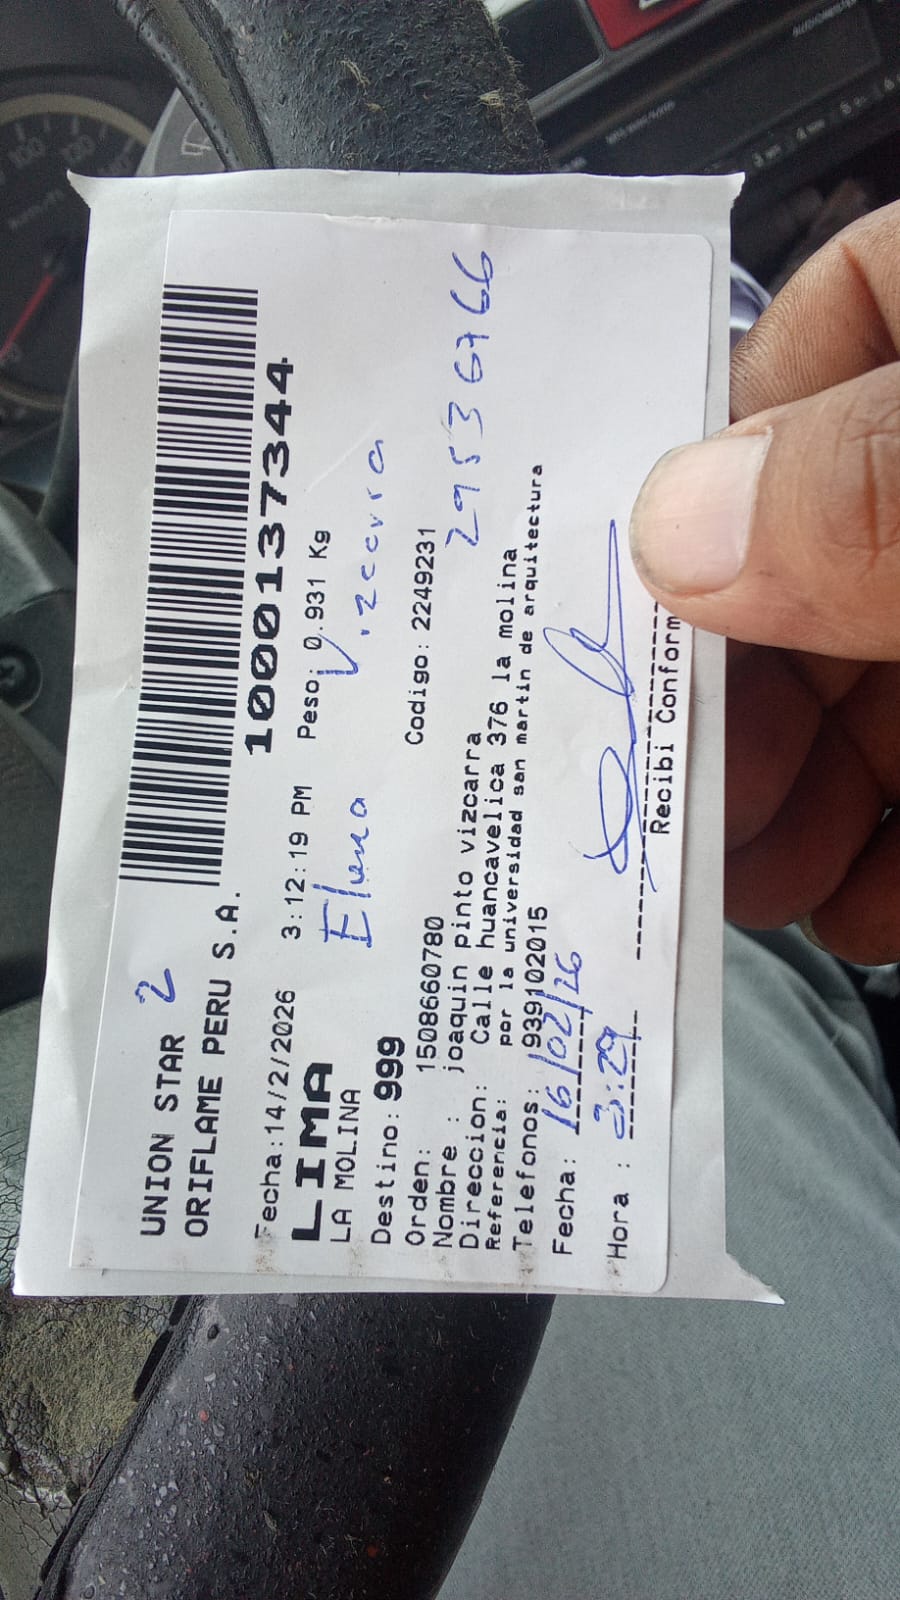 UNION STAR 2
ORIFLAME PERU S.A.
1000137344
Fecha:14/2/2026 3:12:19 PM Peso: 0.931 Kg
LIMA
LA MOLINA
Elena Vizcarra
Destino: 999
Orden: 1508660780 Codigo: 2249231
Nombre : joaquin pinto vizcarra
29536766
Direccion: Calle huancavelica 376 la molina
Referencia: por la universidad san martin de arquitectura
Telefonos: 939102015
Fecha: 16/02/26
Hora : 3:29
Recibi Conform